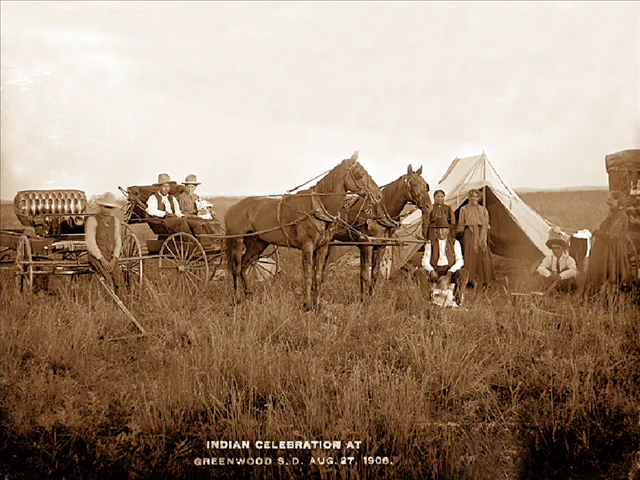 INDIAN CELEBRATION AT
GREENWOOD S.D. AUG. 27, 1906.